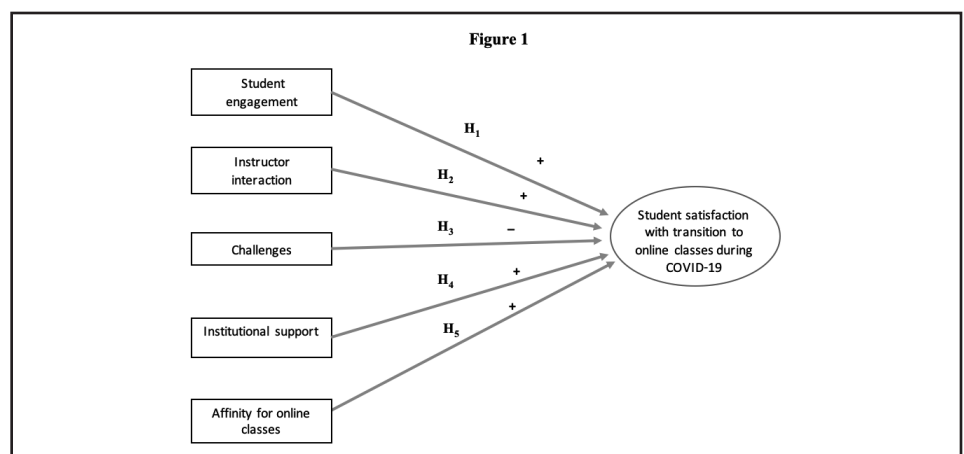 Figure 1
Student
engagement
H₁
+
Instructor
interaction
H₂
+
Challenges
H₃
–
Student satisfaction
with transition to
online classes during
COVID-19
Institutional support
H₄
+
Affinity for online
classes
H₅
+